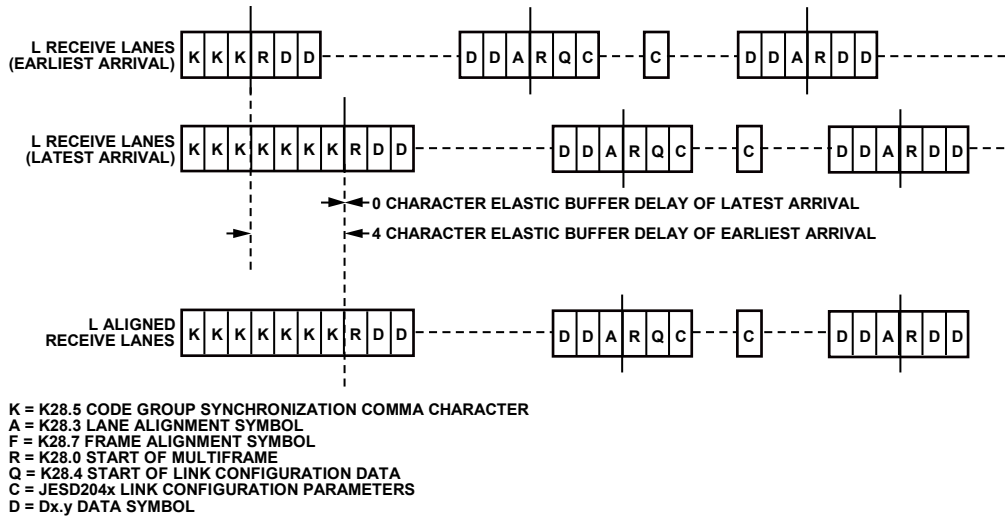 L RECEIVE LANES
(EARLIEST ARRIVAL)
K K K R D D
D D A R Q C
C
D D A R D D
L RECEIVE LANES
(LATEST ARRIVAL)
K K K K K K K R D D
D D A R Q C
C
D D A R D D
0 CHARACTER ELASTIC BUFFER DELAY OF LATEST ARRIVAL
4 CHARACTER ELASTIC BUFFER DELAY OF EARLIEST ARRIVAL
L ALIGNED
RECEIVE LANES
K K K K K K K R D D
D D A R Q C
C
D D A R D D
K = K28.5 CODE GROUP SYNCHRONIZATION COMMA CHARACTER
A = K28.3 LANE ALIGNMENT SYMBOL
F = K28.7 FRAME ALIGNMENT SYMBOL
R = K28.0 START OF MULTIFRAME
Q = K28.4 START OF LINK CONFIGURATION DATA
C = JESD204x LINK CONFIGURATION PARAMETERS
D = Dx.y DATA SYMBOL